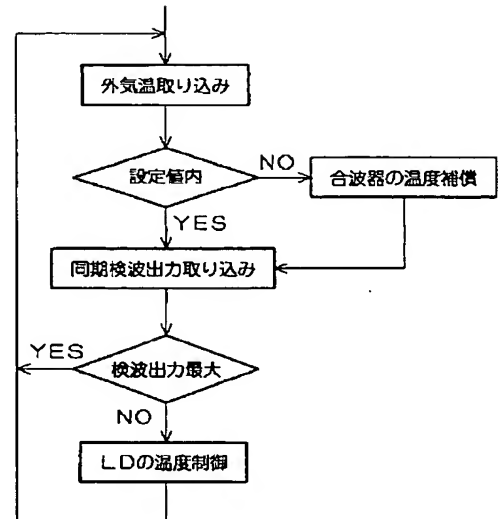 外気温取り込み
設定値内
NO
合波器の温度補償
YES
同期検波出力取り込み
YES
検波出力最大
NO
LDの温度制御